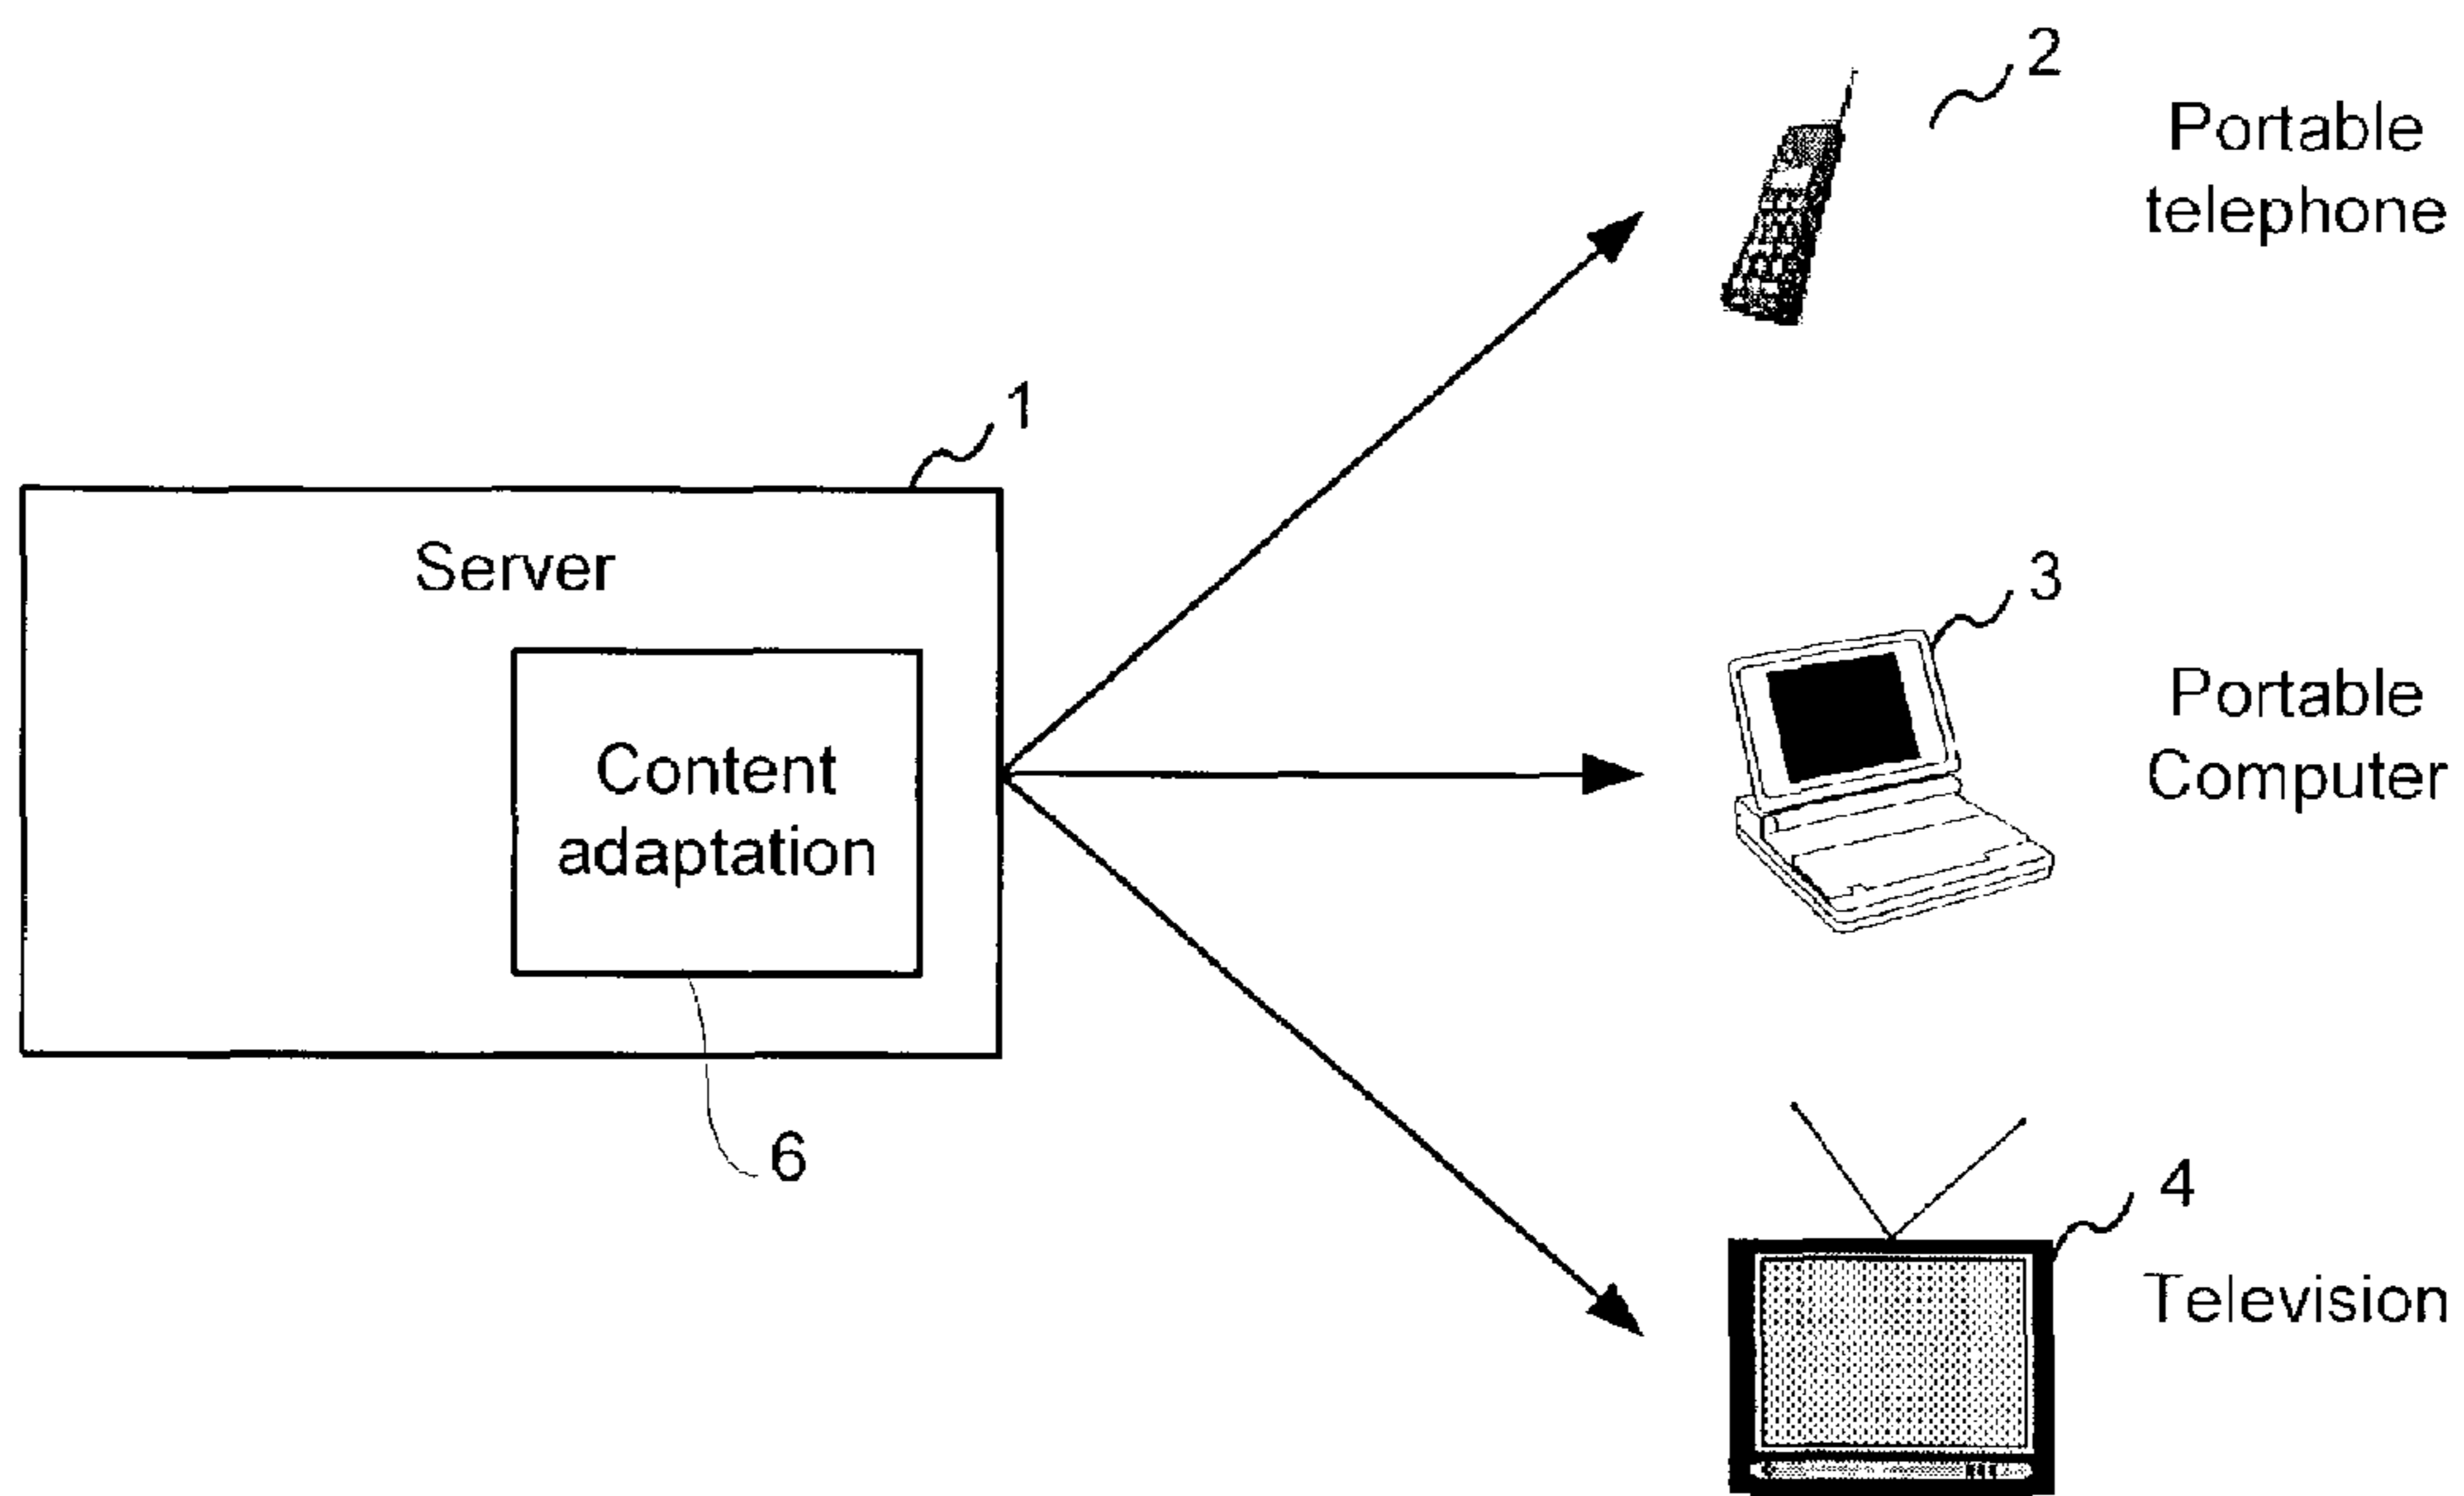 2
Portable
telephone
1
Server
Content
adaptation
6
3
Portable
Computer
4
Television